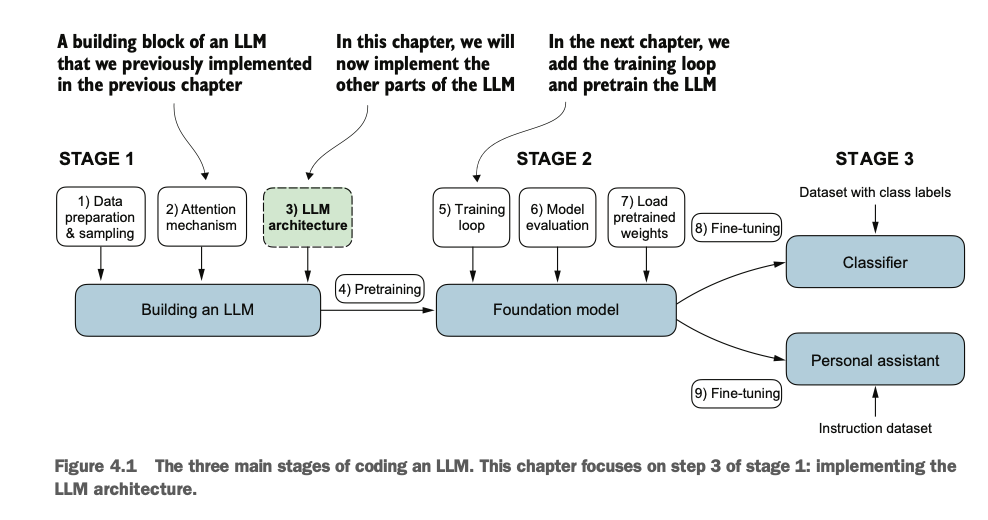 A building block of an LLM
that we previously implemented
in the previous chapter
In this chapter, we will
now implement the
other parts of the LLM
In the next chapter, we
add the training loop
and pretrain the LLM
STAGE 1
STAGE 2
STAGE 3
1) Data
preparation
& sampling
2) Attention
mechanism
3) LLM
architecture
5) Training
loop
6) Model
evaluation
7) Load
pretrained
weights
Dataset with class labels
8) Fine-tuning
Classifier
4) Pretraining
Building an LLM
Foundation model
Personal assistant
9) Fine-tuning
Instruction dataset
Figure 4.1 The three main stages of coding an LLM. This chapter focuses on step 3 of stage 1: implementing the
LLM architecture.